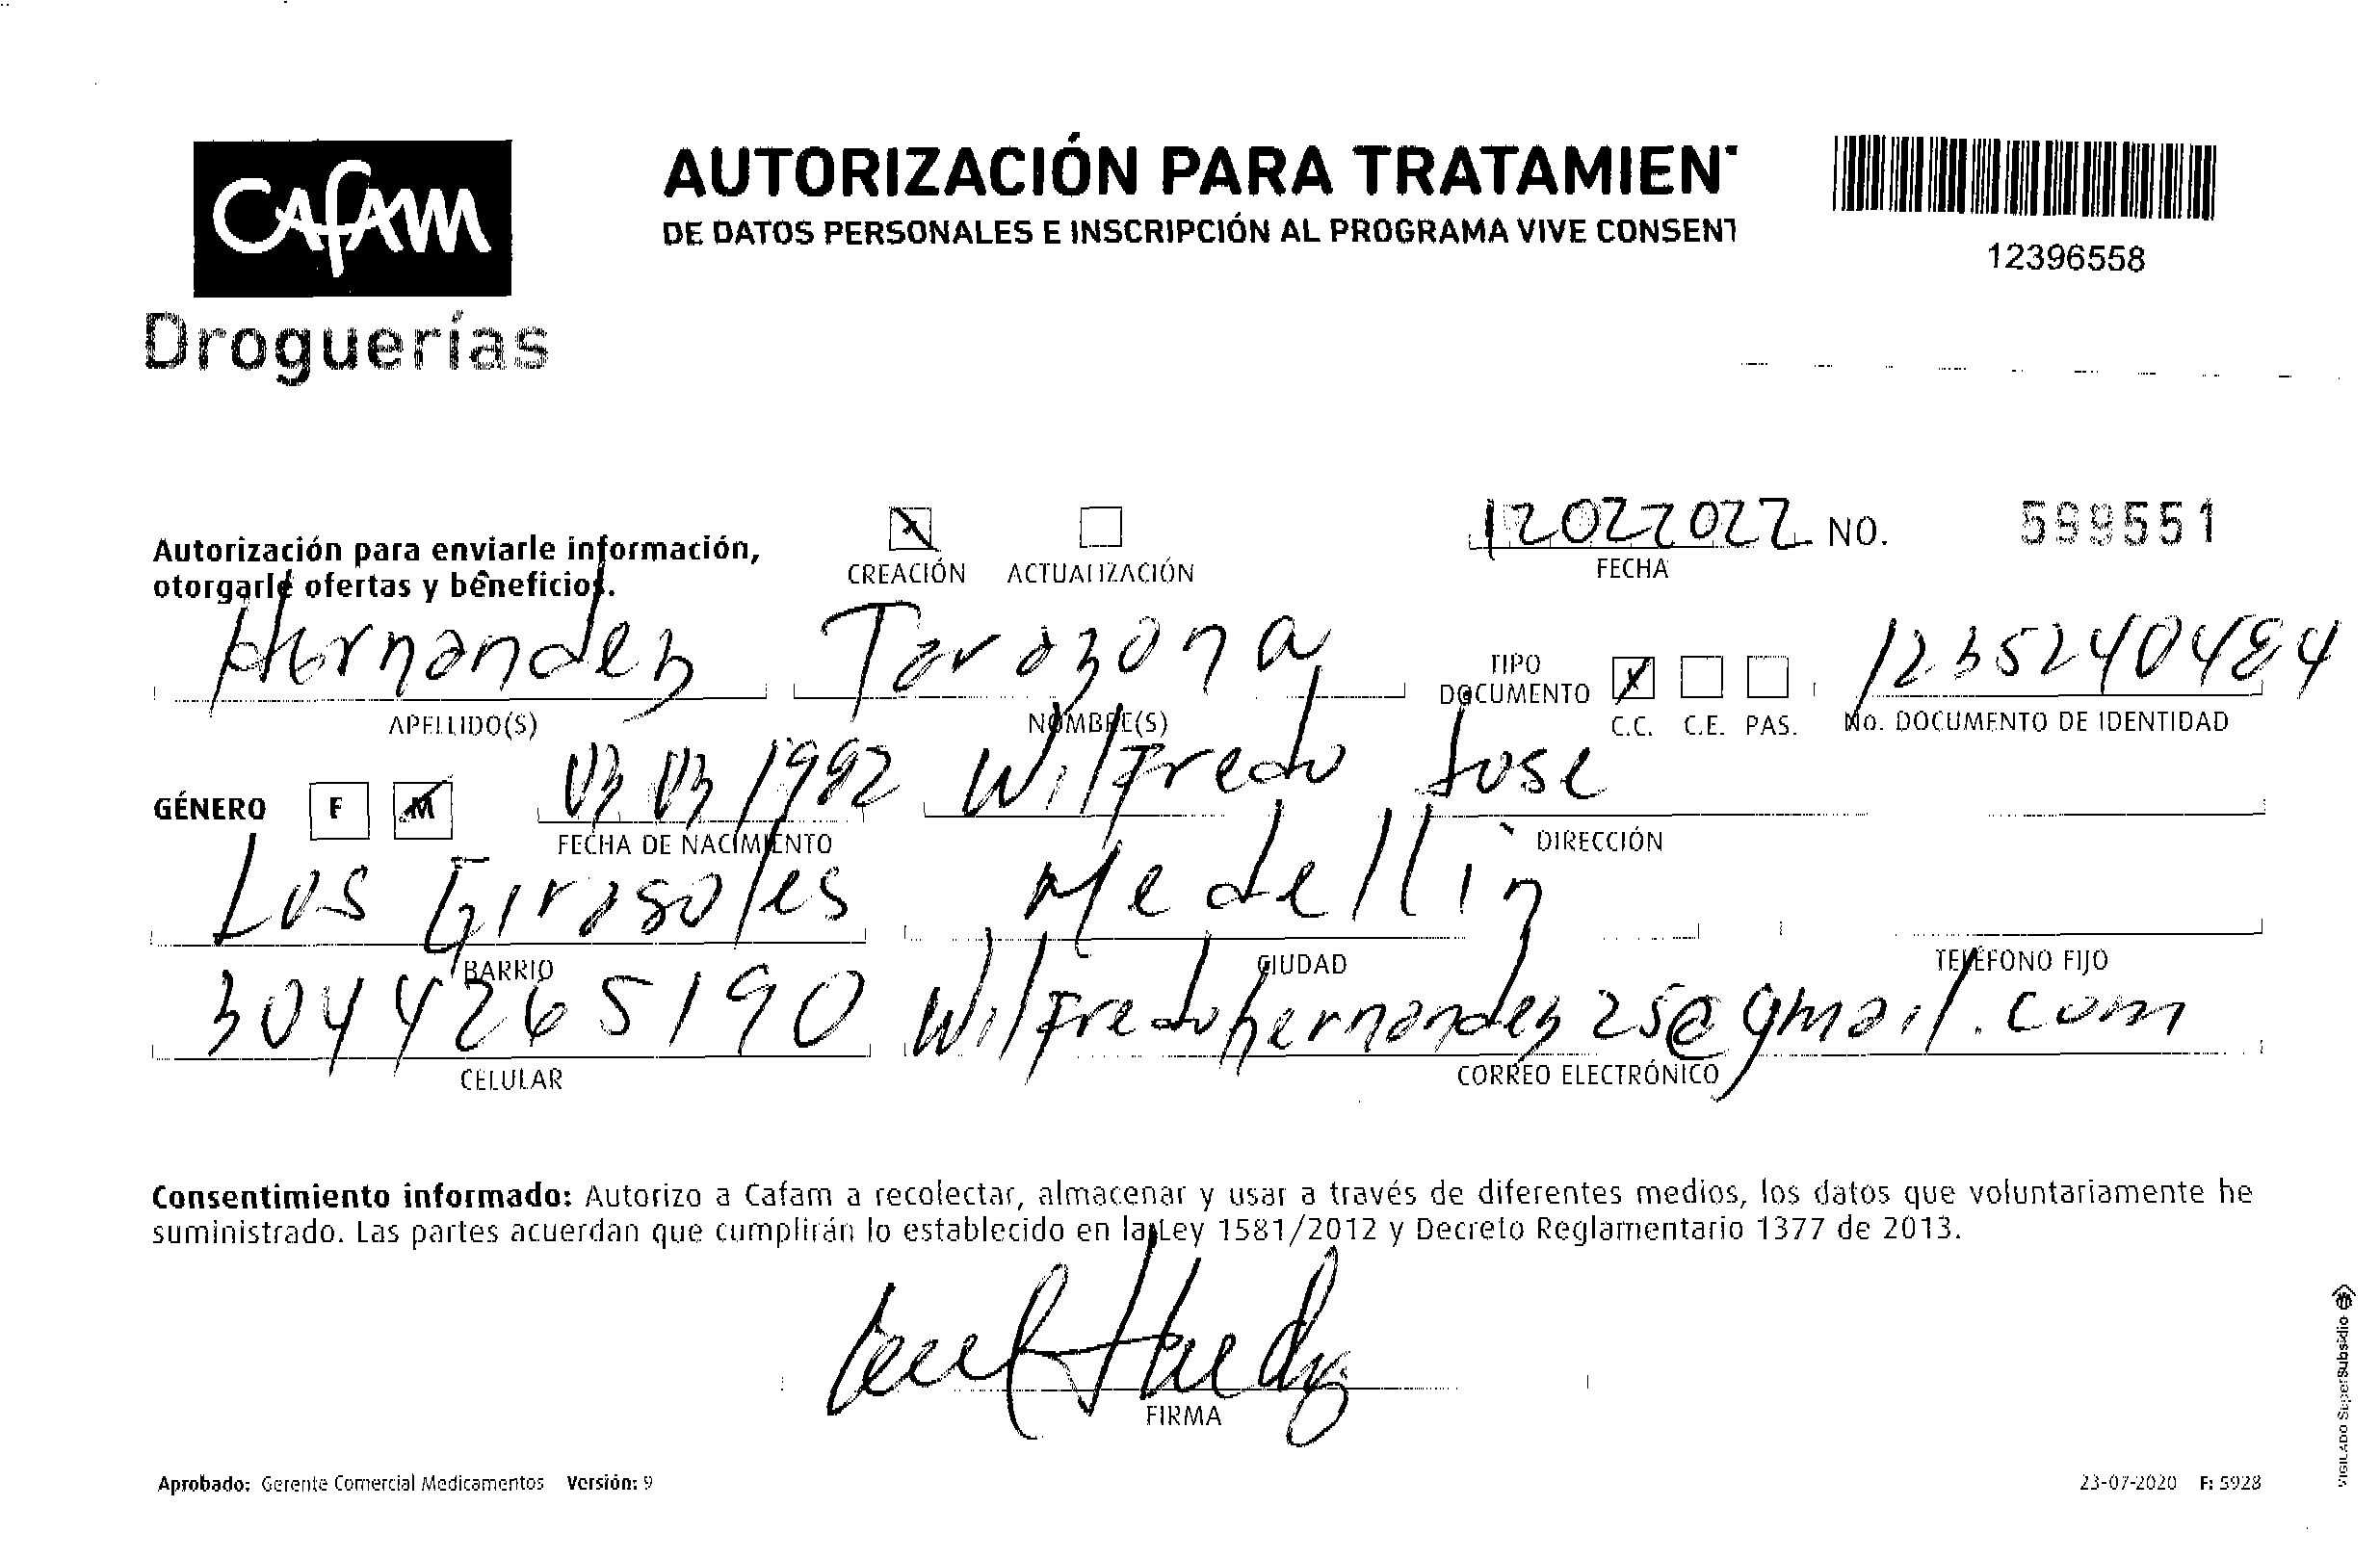 cafam
Droguerías
AUTORIZACIÓN PARA TRATAMIEN
DE DATOS PERSONALES E INSCRIPCIÓN AL PROGRAMA VIVE CONSENT
12396558
Autorización para enviarle información,
otorgarle ofertas y beneficios.
CREACIÓN ACTUALIZACIÓN
12022022
FECHA
NO. 599551
Hernandez Tarazona
APELLIDO(S) NOMBRE(S)
TIPO
DOCUMENTO
C.C. C.E. PAS.
1235240484
No. DOCUMENTO DE IDENTIDAD
GÉNERO F M
03 03 1992 Wilfredo Jose
FECHA DE NACIMIENTO DIRECCIÓN
Los Girasoles Medellin
BARRIO CIUDAD TELÉFONO FIJO
3044265190 Wilfredohernandez25@gmail.com
CELULAR CORREO ELECTRÓNICO
Consentimiento informado: Autorizo a Cafam a recolectar, almacenar y usar a través de diferentes medios, los datos que voluntariamente he
suministrado. Las partes acuerdan que cumplirán lo establecido en la Ley 1581/2012 y Decreto Reglamentario 1377 de 2013.
FIRMA
Aprobado: Gerente Comercial Medicamentos Versión: 9
23-07-2020 F: 5928
VIGILADO SuperSubsidio